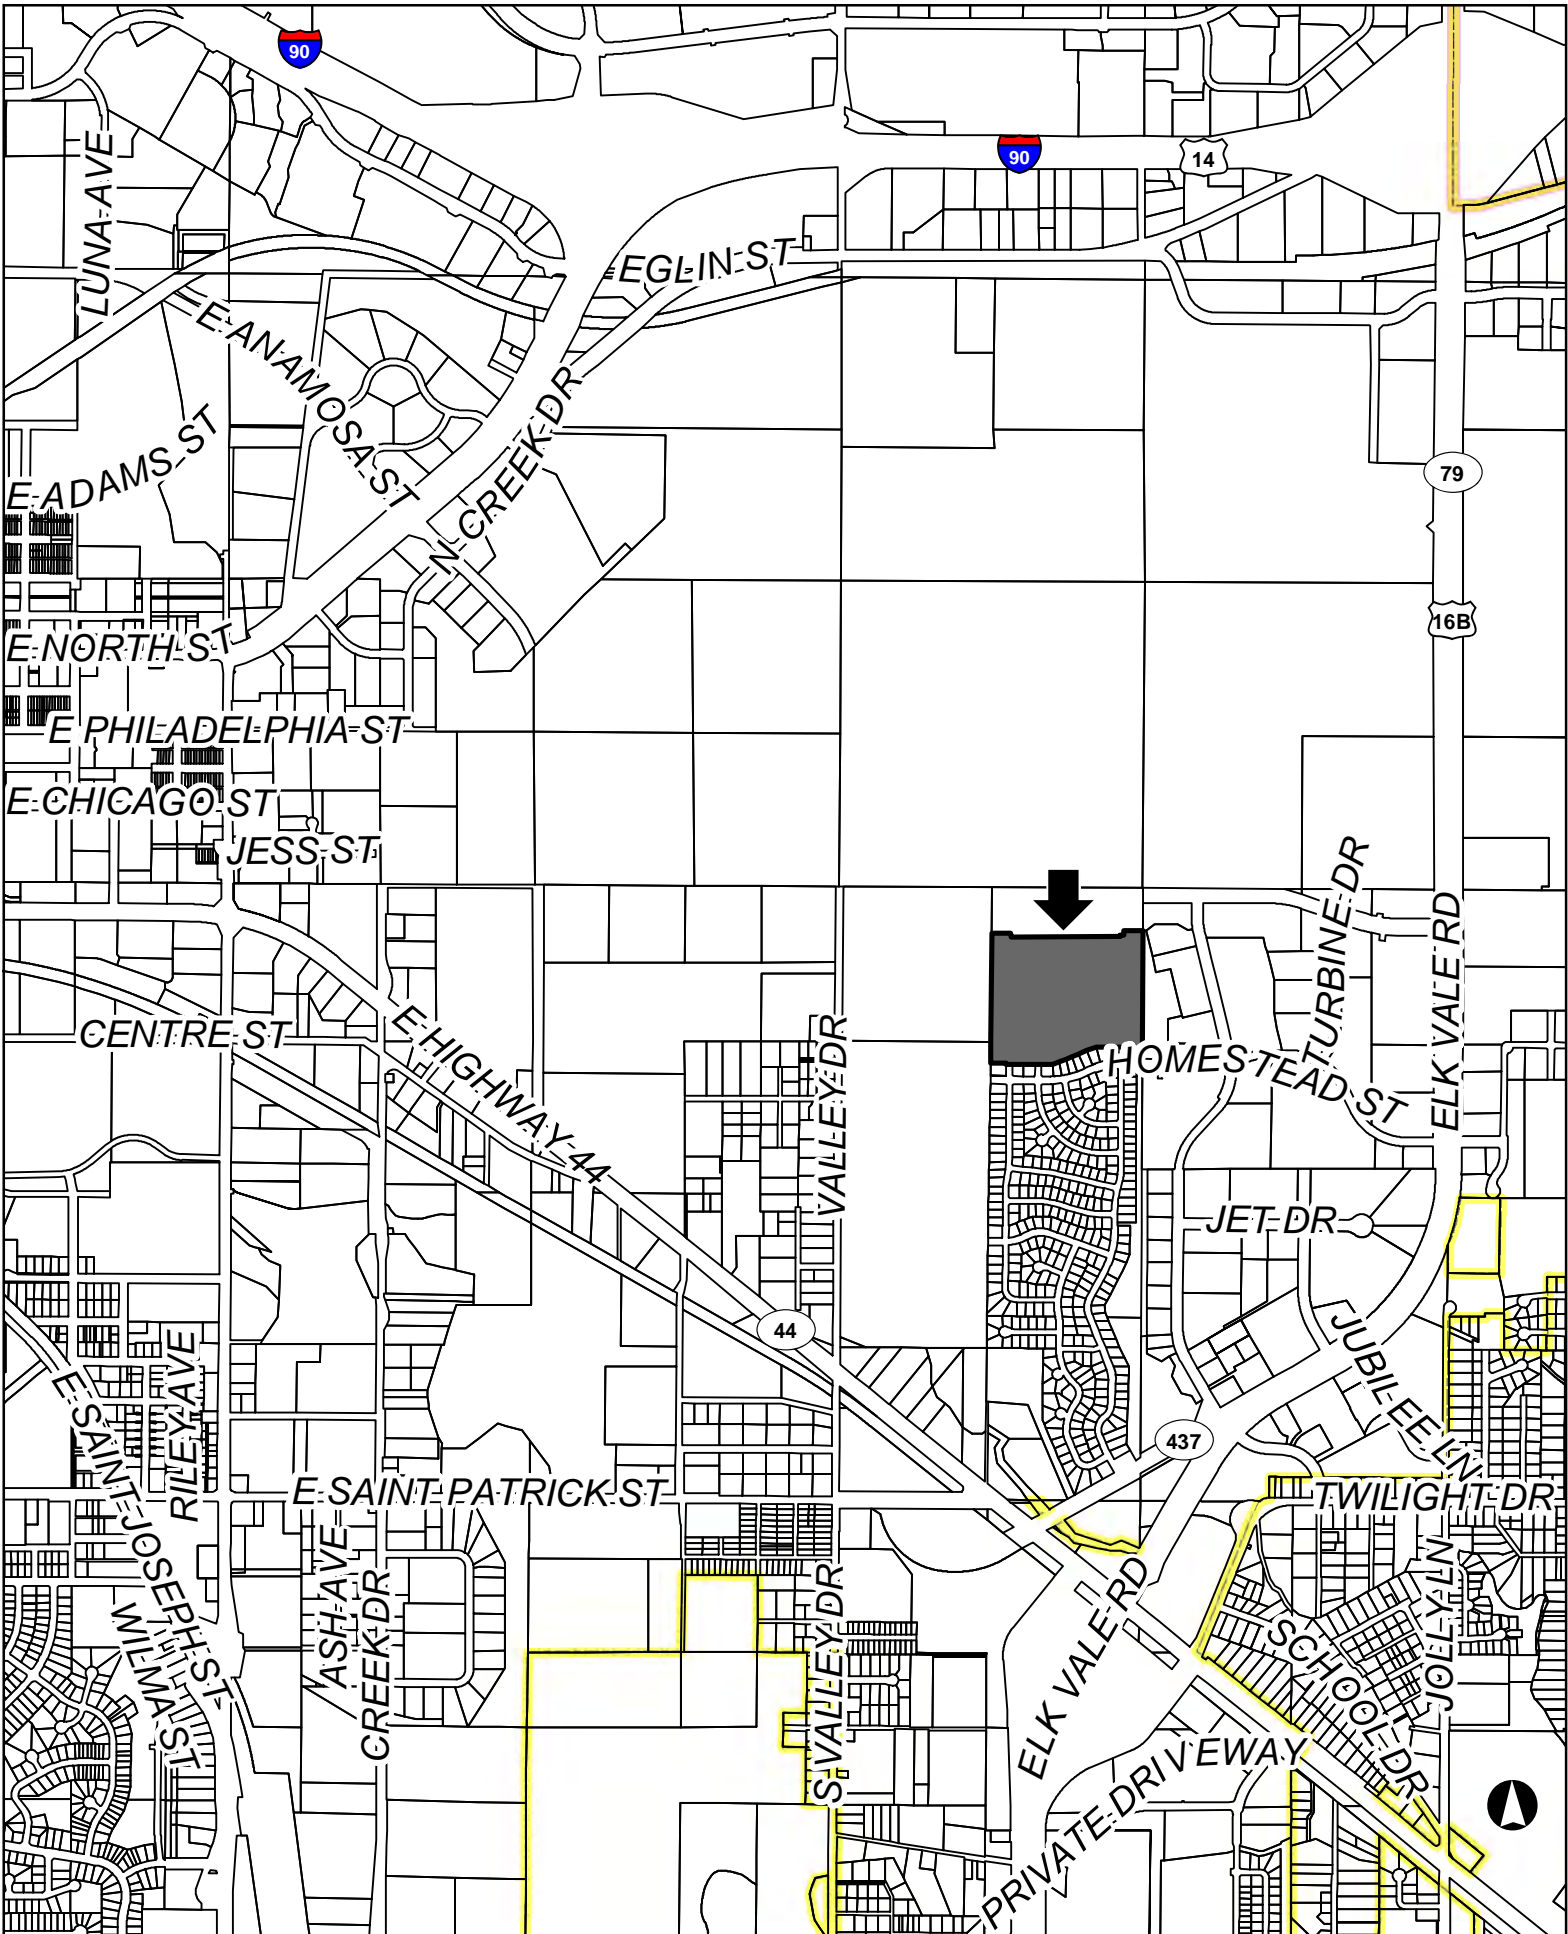 90
90
14
LUNA AVE
EGLIN ST
E ANAMOSA ST
N CREEK DR
E ADAMS ST
79
16B
E NORTH ST
E PHILADELPHIA ST
E CHICAGO ST
JESS ST
TURBINE DR
ELK VALE RD
CENTRE ST
E HIGHWAY 44
VALLEY DR
HOMESTEAD ST
JET DR
44
JUBILEE LN
RILEY AVE
E SAINT JOSEPH ST
437
E SAINT PATRICK ST
TWILIGHT DR
ASH AVE
CREEK DR
WILMA ST
S VALLEY DR
ELK VALE RD
SCHOOL DR
JOLLY LN
PRIVATE DRIVEWAY